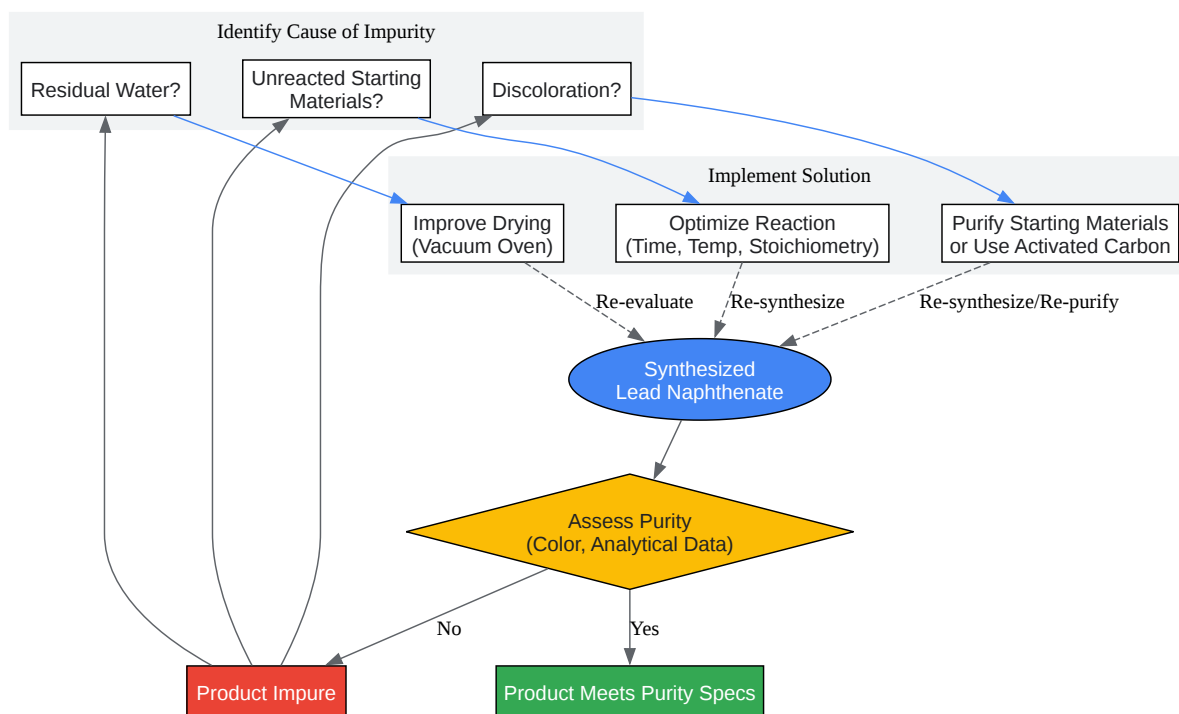 Identify Cause of Impurity
Residual Water?
Unreacted Starting
Materials?
Discoloration?
Implement Solution
Improve Drying
(Vacuum Oven)
Optimize Reaction
(Time, Temp, Stoichiometry)
Purify Starting Materials
or Use Activated Carbon
Re-evaluate
Re-synthesize
Re-synthesize/Re-purify
Synthesized
Lead Naphthenate
Assess Purity
(Color, Analytical Data)
No
Yes
Product Impure
Product Meets Purity Specs